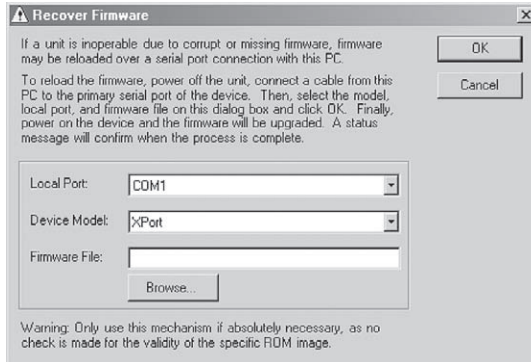 Recover Firmware
If a unit is inoperable due to corrupt or missing firmware, firmware
may be reloaded over a serial port connection with this PC.
To reload the firmware, power off the unit, connect a cable from this
PC to the primary serial port of the device. Then, select the model,
local port, and firmware file on this dialog box and click OK. Finally,
power on the device and the firmware will be upgraded. A status
message will confirm when the process is complete.
OK
Cancel
Local Port: COM1
Device Model: XPort
Firmware File:
Browse...
Warning: Only use this mechanism if absolutely necessary, as no
check is made for the validity of the specific ROM image.